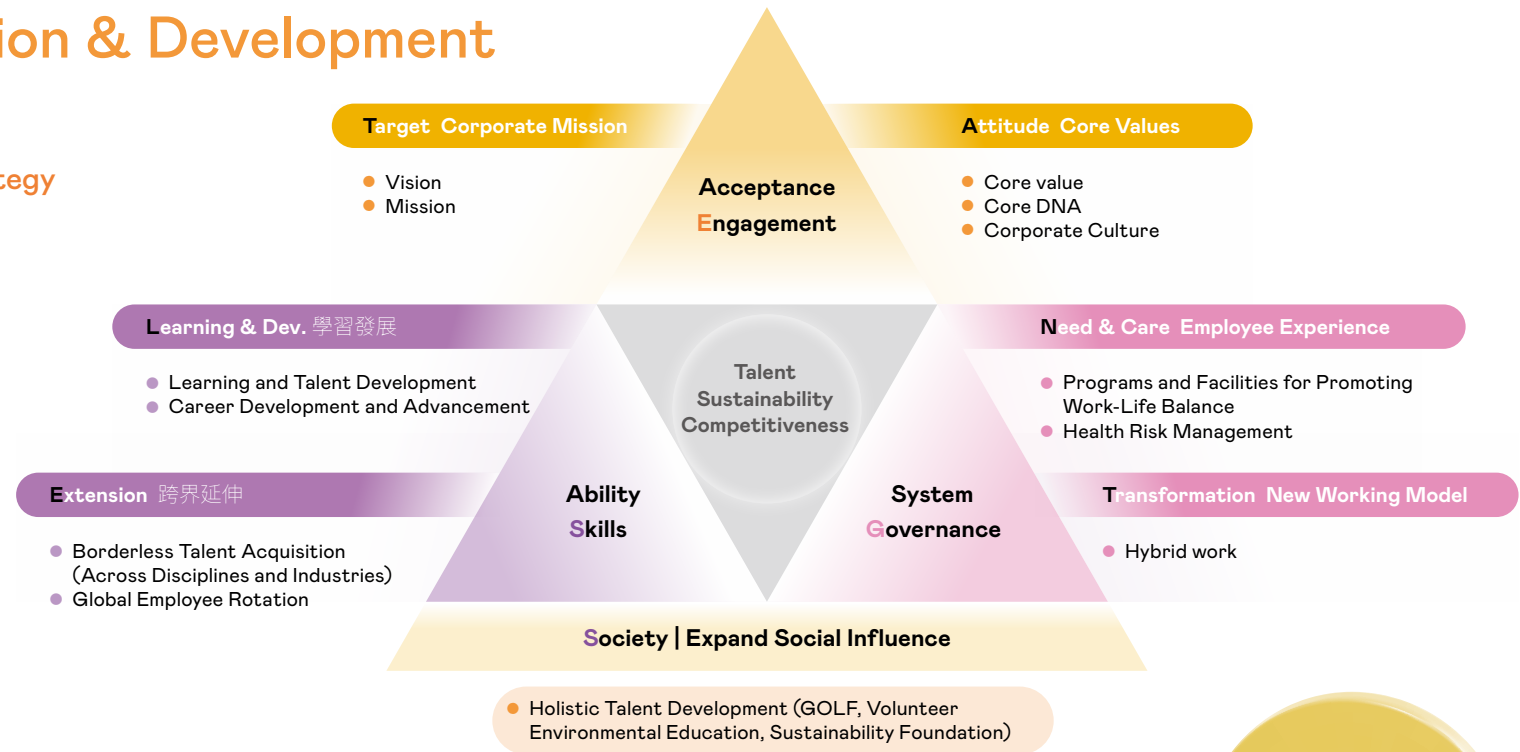 ion & Development
tegy
Target Corporate Mission
Vision
Mission
Acceptance
Engagement
Attitude Core Values
Core value
Core DNA
Corporate Culture
Learning & Dev. 學習發展
Learning and Talent Development
Career Development and Advancement
Talent
Sustainability
Competitiveness
Need & Care Employee Experience
Programs and Facilities for Promoting
Work-Life Balance
Health Risk Management
Extension 跨界延伸
Borderless Talent Acquisition
(Across Disciplines and Industries)
Global Employee Rotation
Ability
Skills
System
Governance
Transformation New Working Model
Hybrid work
Society | Expand Social Influence
Holistic Talent Development (GOLF, Volunteer
Environmental Education, Sustainability Foundation)